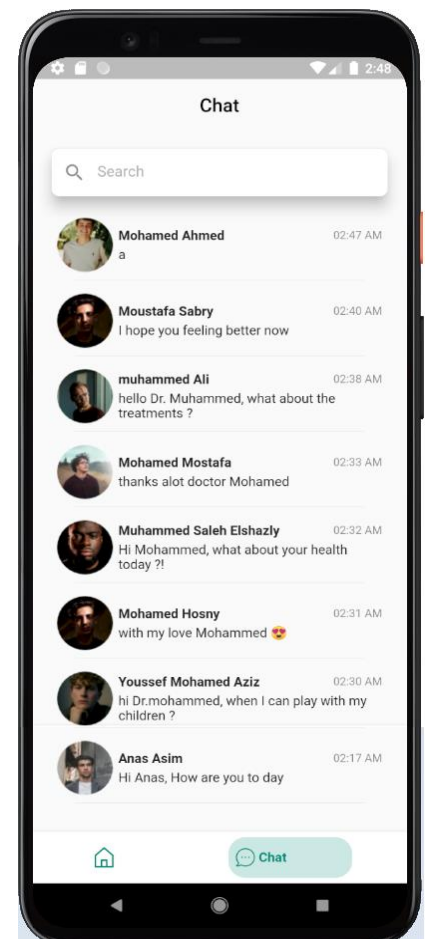 2:48
Chat
Search
Mohamed Ahmed 02:47 AM
a
Moustafa Sabry 02:40 AM
I hope you feeling better now
muhammed Ali 02:38 AM
hello Dr. Muhammed, what about the
treatments ?
Mohamed Mostafa 02:33 AM
thanks alot doctor Mohamed
Muhammed Saleh Elshazly 02:32 AM
Hi Mohammed, what about your health
today ?!
Mohamed Hosny 02:31 AM
with my love Mohammed 😍
Youssef Mohamed Aziz 02:30 AM
hi Dr.mohammed, when I can play with my
children ?
Anas Asim 02:17 AM
Hi Anas, How are you to day
Chat